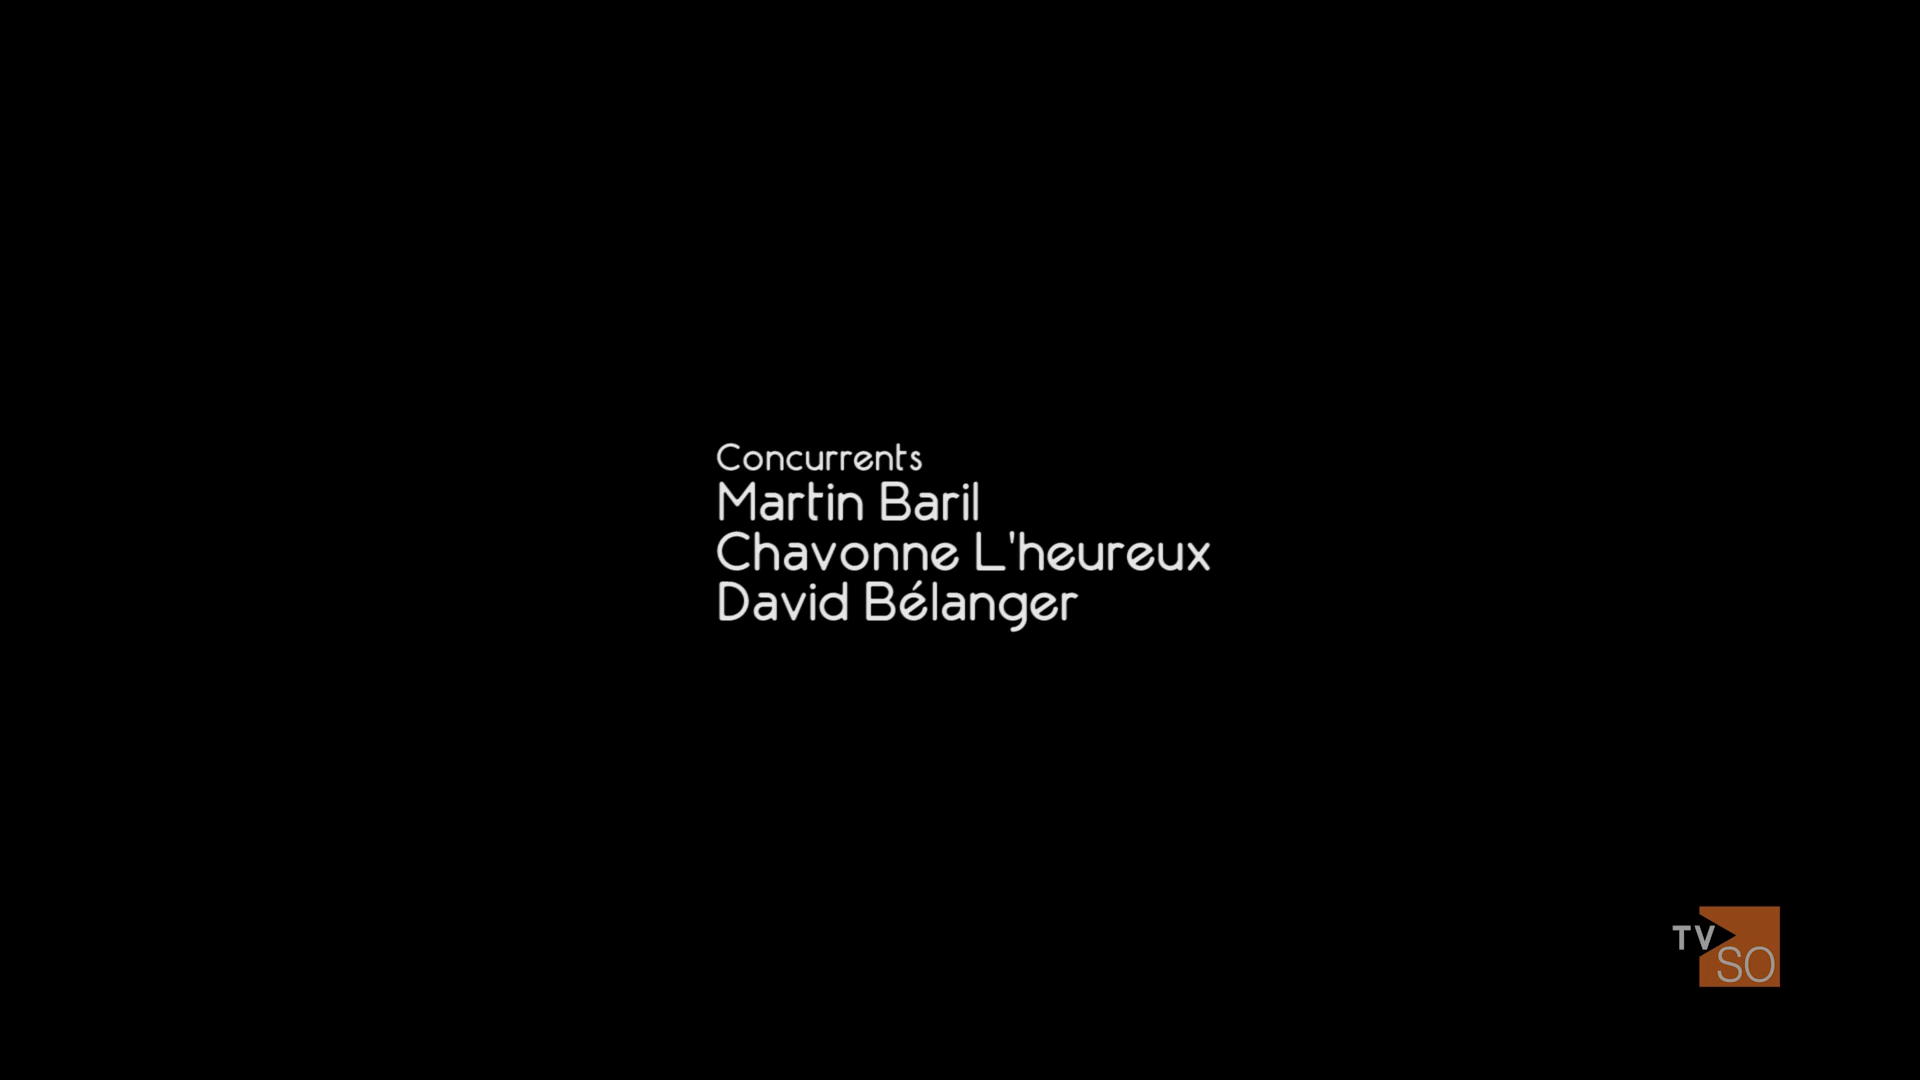 Concurrents
Martin Baril
Chavonne L'heureux
David Bélanger
TV
SO